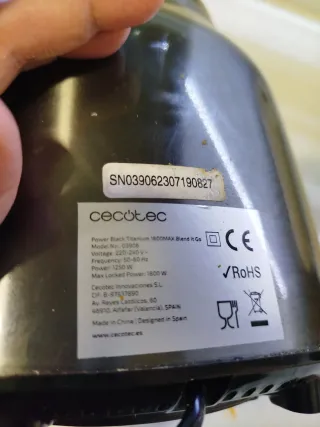 SN039062307190827
cecotec
Power Black Titanium 1800MAX Blend It Go
Model No.: 03906
Voltage: 220-240 V~
Frequency: 50-60 Hz
Power: 1250 W
Max Locked Power: 1800 W
CE
✓RoHS
Cecotec Innovaciones S.L.
CIF: B-97537890
Av. Reyes Católicos, 60
46910, Alfafar (Valencia), SPAIN
Made in China | Designed in Spain
www.cecotec.es